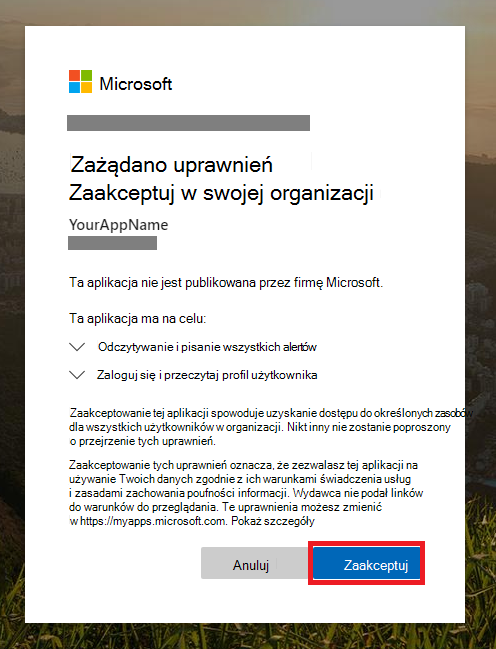 Microsoft
Zażądano uprawnień
Zaakceptuj w swojej organizacji
YourAppName
Ta aplikacja nie jest publikowana przez firmę Microsoft.
Ta aplikacja ma na celu:
Odczytywanie i pisanie wszystkich alertów
Zaloguj się i przeczytaj profil użytkownika
Zaakceptowanie tej aplikacji spowoduje uzyskanie dostępu do określonych zasobów
dla wszystkich użytkowników w organizacji. Nikt inny nie zostanie poproszony
o przejrzenie tych uprawnień.
Zaakceptowanie tych uprawnień oznacza, że zezwalasz tej aplikacji na
używanie Twoich danych zgodnie z ich warunkami świadczenia usług
i zasadami zachowania poufności informacji. Wydawca nie podał linków
do warunków do przeglądania. Te uprawnienia możesz zmienić
w https://myapps.microsoft.com. Pokaż szczegóły
Anuluj
Zaakceptuj